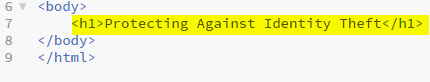 6 <body>
7 <h1>Protecting Against Identity Theft</h1>
8 </body>
9 </html>